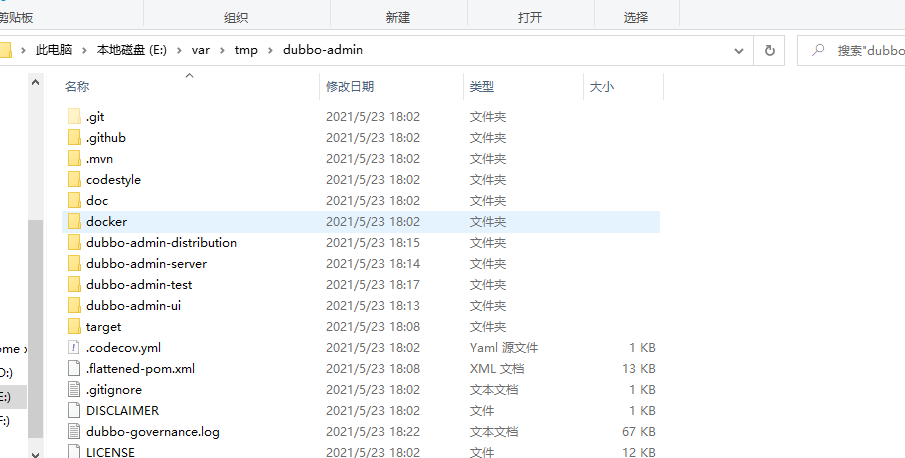 剪贴板 组织 新建 打开 选择
此电脑 本地磁盘 (E:) var tmp dubbo-admin 搜索"dubbo
名称 修改日期 类型 大小
.git 2021/5/23 18:02 文件夹
.github 2021/5/23 18:02 文件夹
.mvn 2021/5/23 18:02 文件夹
codestyle 2021/5/23 18:02 文件夹
doc 2021/5/23 18:02 文件夹
docker 2021/5/23 18:02 文件夹
dubbo-admin-distribution 2021/5/23 18:15 文件夹
dubbo-admin-server 2021/5/23 18:14 文件夹
dubbo-admin-test 2021/5/23 18:17 文件夹
dubbo-admin-ui 2021/5/23 18:13 文件夹
target 2021/5/23 18:08 文件夹
ome .codecov.yml 2021/5/23 18:02 Yaml 源文件 1 KB
D:) .flattened-pom.xml 2021/5/23 18:08 XML 文档 13 KB
E:) .gitignore 2021/5/23 18:02 文本文档 1 KB
DISCLAIMER 2021/5/23 18:02 文件 1 KB
F:) dubbo-governance.log 2021/5/23 18:22 文本文档 67 KB
LICENSE 2021/5/23 18:02 文件 12 KB